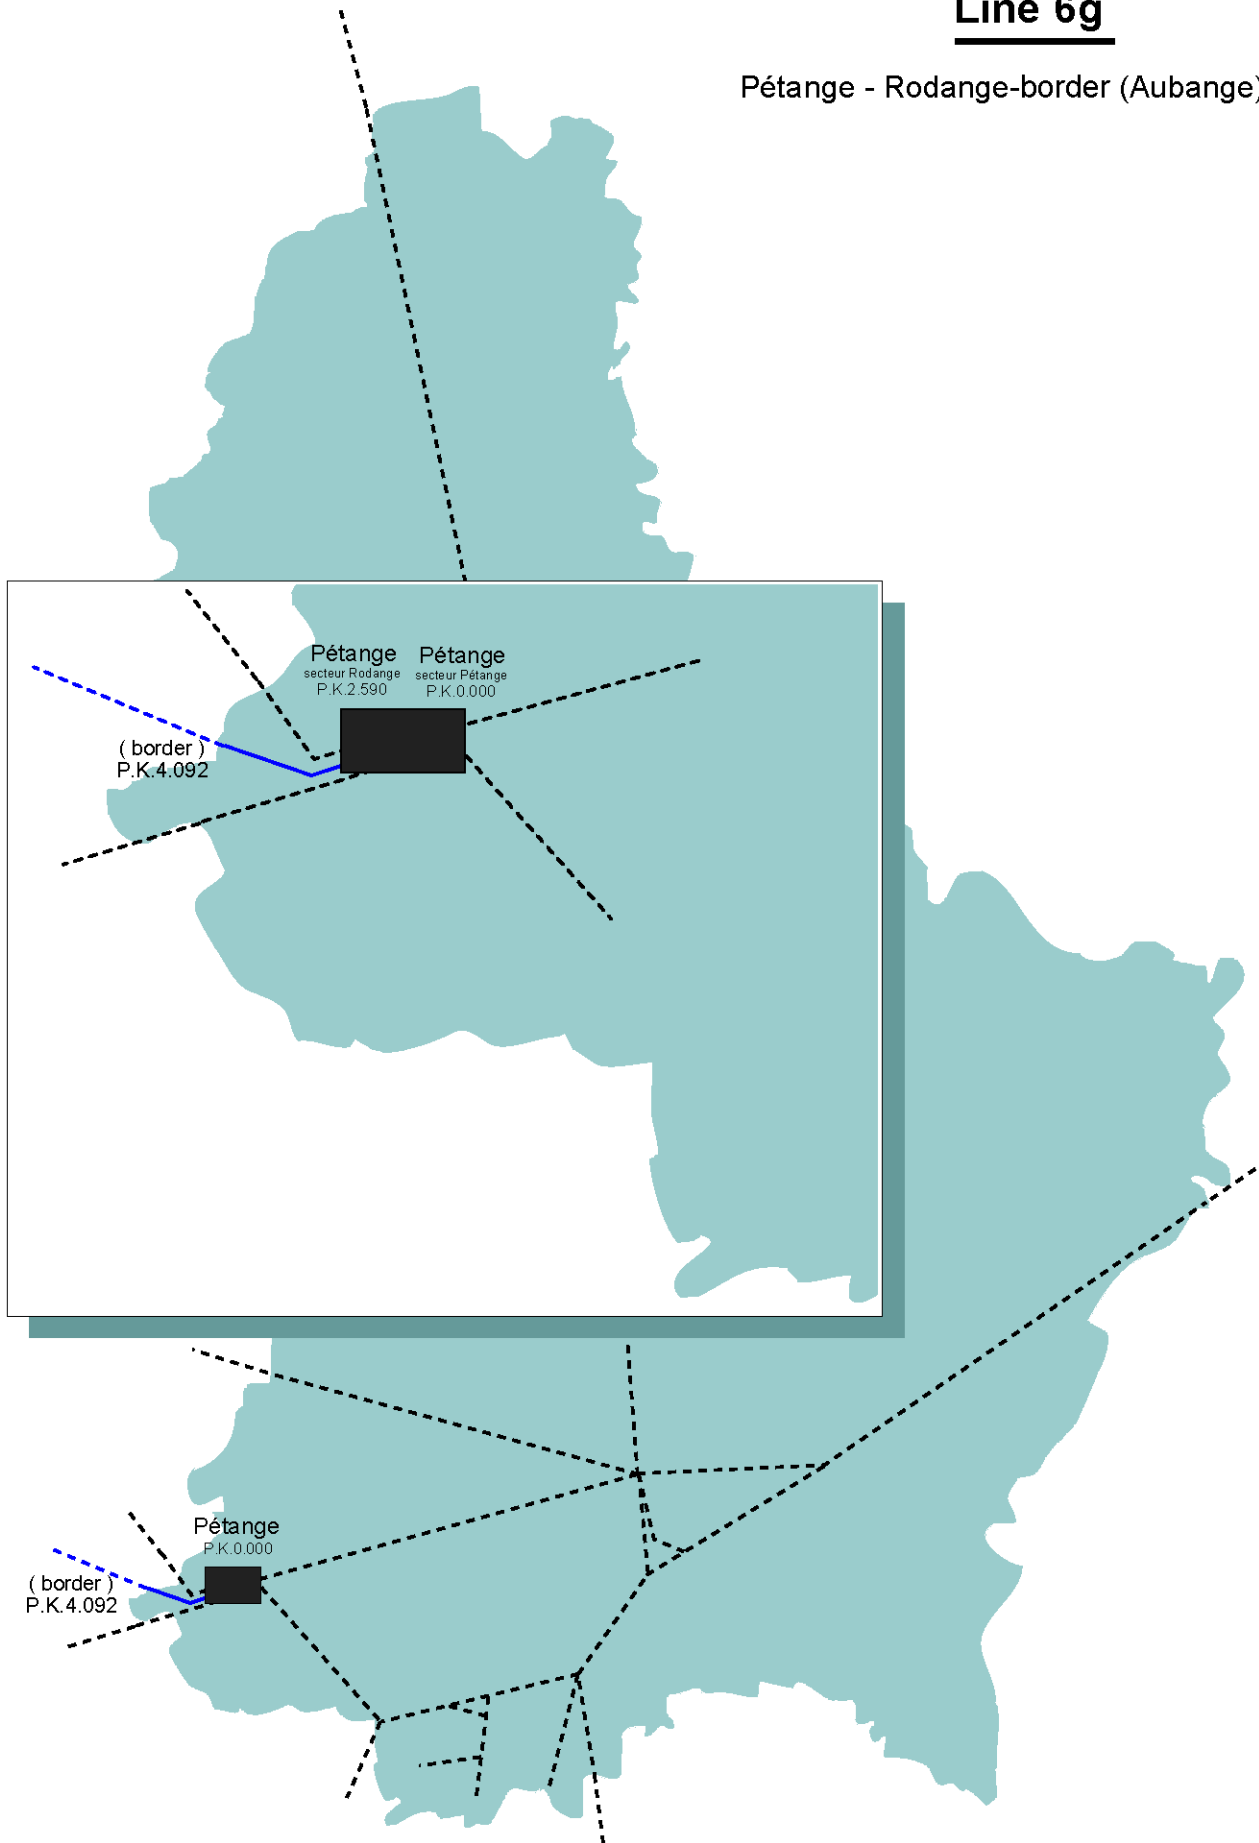 Line 6g
Pétange - Rodange-border (Aubange)
Pétange
secteur Rodange
P.K.2.590
Pétange
secteur Pétange
P.K.0.000
( border )
P.K.4.092
Pétange
P.K.0.000
( border )
P.K.4.092